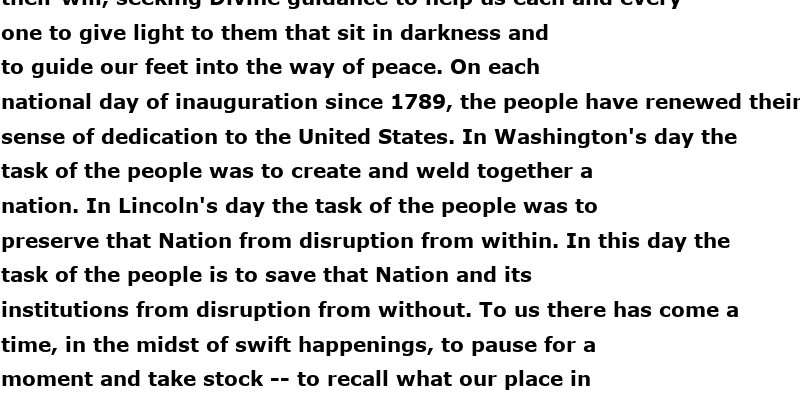 their will, seeking Divine guidance to help us each and every
one to give light to them that sit in darkness and
to guide our feet into the way of peace. On each
national day of inauguration since 1789, the people have renewed their
sense of dedication to the United States. In Washington's day the
task of the people was to create and weld together a
nation. In Lincoln's day the task of the people was to
preserve that Nation from disruption from within. In this day the
task of the people is to save that Nation and its
institutions from disruption from without. To us there has come a
time, in the midst of swift happenings, to pause for a
moment and take stock -- to recall what our place in